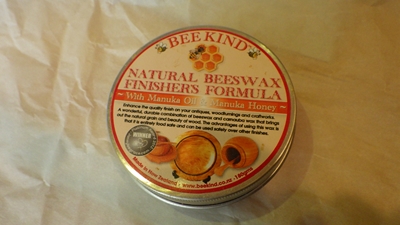 BEE KIND
NATURAL BEESWAX
FINISHER'S FORMULA
~ With Manuka Oil & Manuka Honey ~
Enhance the quality finish on your antiques, woodturnings and craftworks.
A wonderful, durable combination of beeswax and carnauba wax that brings
out the natural grain and beauty of wood. The advantages of using this wax is
that it is entirely food safe and can be used safely over other finishes.
Made in New Zealand - www.beekind.co.nz